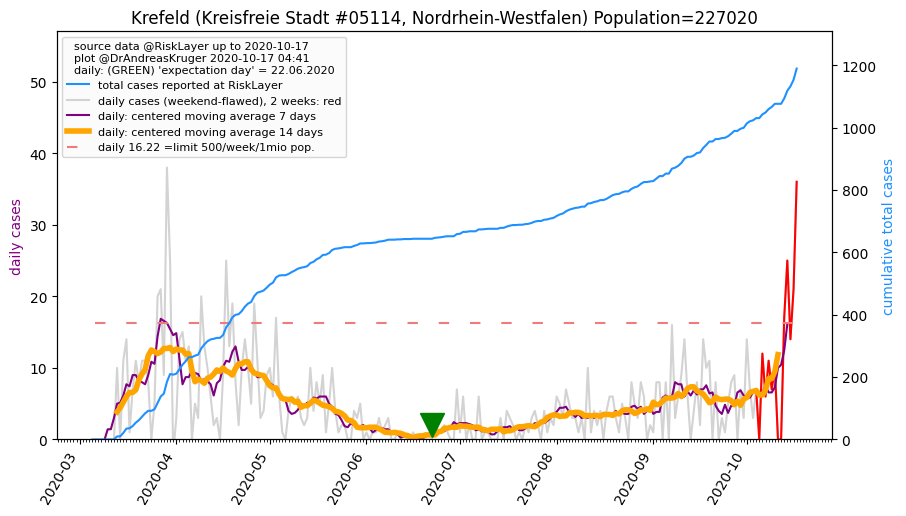 Krefeld (Kreisfreie Stadt #05114, Nordrhein-Westfalen) Population=227020
source data @RiskLayer up to 2020-10-17
plot @DrAndreasKruger 2020-10-17 04:41
daily: (GREEN) 'expectation day' = 22.06.2020
total cases reported at RiskLayer
daily cases (weekend-flawed), 2 weeks: red
daily: centered moving average 7 days
daily: centered moving average 14 days
daily 16.22 =limit 500/week/1mio pop.
daily cases
50
40
30
20
10
0
cumulative total cases
1200
1000
800
600
400
200
0
2020-03
2020-04
2020-05
2020-06
2020-07
2020-08
2020-09
2020-10